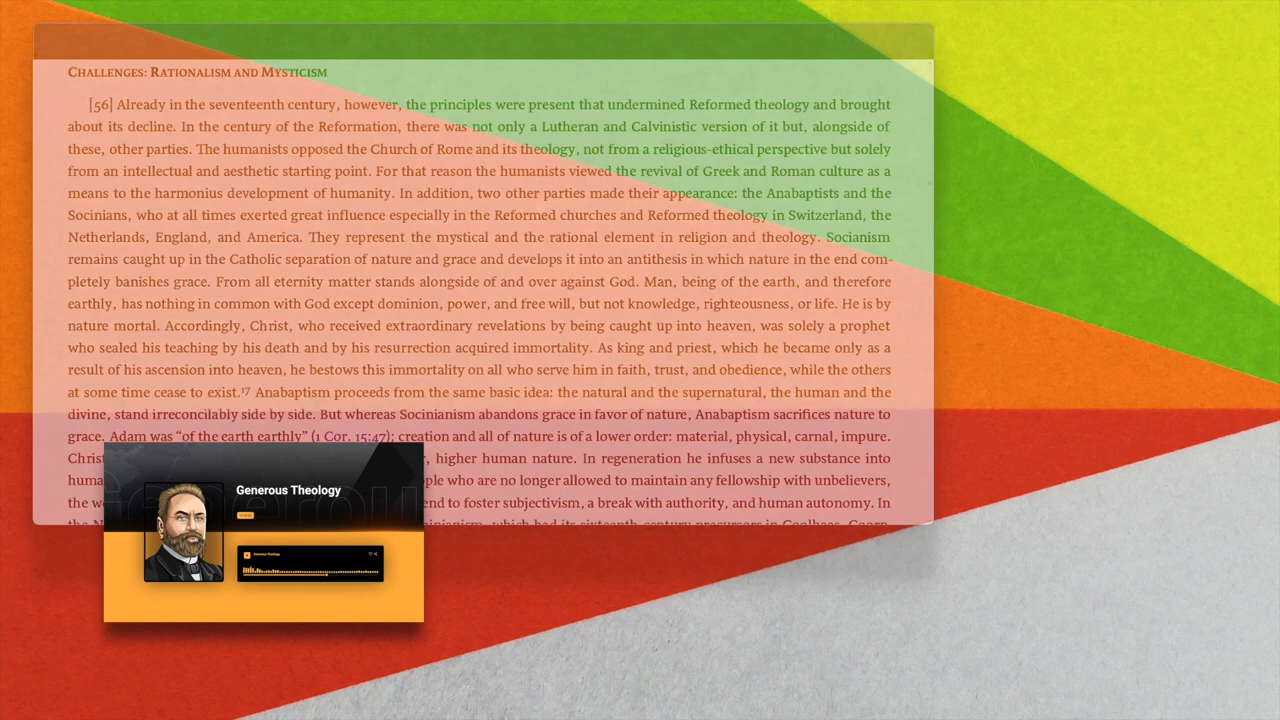 Challenges: Rationalism and Mysticism
[56] Already in the seventeenth century, however, the principles were present that undermined Reformed theology and brought
about its decline. In the century of the Reformation, there was not only a Lutheran and Calvinistic version of it but, alongside of
these, other parties. The humanists opposed the Church of Rome and its theology, not from a religious-ethical perspective but solely
from an intellectual and aesthetic starting point. For that reason the humanists viewed the revival of Greek and Roman culture as a
means to the harmonius development of humanity. In addition, two other parties made their appearance: the Anabaptists and the
Socinians, who at all times exerted great influence especially in the Reformed churches and Reformed theology in Switzerland, the
Netherlands, England, and America. They represent the mystical and the rational element in religion and theology. Socianism
remains caught up in the Catholic separation of nature and grace and develops it into an antithesis in which nature in the end com-
pletely banishes grace. From all eternity matter stands alongside of and over against God. Man, being of the earth, and therefore
earthly, has nothing in common with God except dominion, power, and free will, but not knowledge, righteousness, or life. He is by
nature mortal. Accordingly, Christ, who received extraordinary revelations by being caught up into heaven, was solely a prophet
who sealed his teaching by his death and by his resurrection acquired immortality. As king and priest, which he became only as a
result of his ascension into heaven, he bestows this immortality on all who serve him in faith, trust, and obedience, while the others
at some time cease to exist.17 Anabaptism proceeds from the same basic idea: the natural and the supernatural, the human and the
divine, stand irreconcilably side by side. But whereas Socinianism abandons grace in favor of nature, Anabaptism sacrifices nature to
grace. Adam was “of the earth earthly” (1 Cor. 15:47); creation and all of nature is of a lower order: material, physical, carnal, impure.
higher human nature. In regeneration he infuses a new substance into
who are no longer allowed to maintain any fellowship with unbelievers,
the to foster subjectivism, a break with authority, and human autonomy. In
which had its sixteenth-century precursors in
Generous Theology
Generous Theology